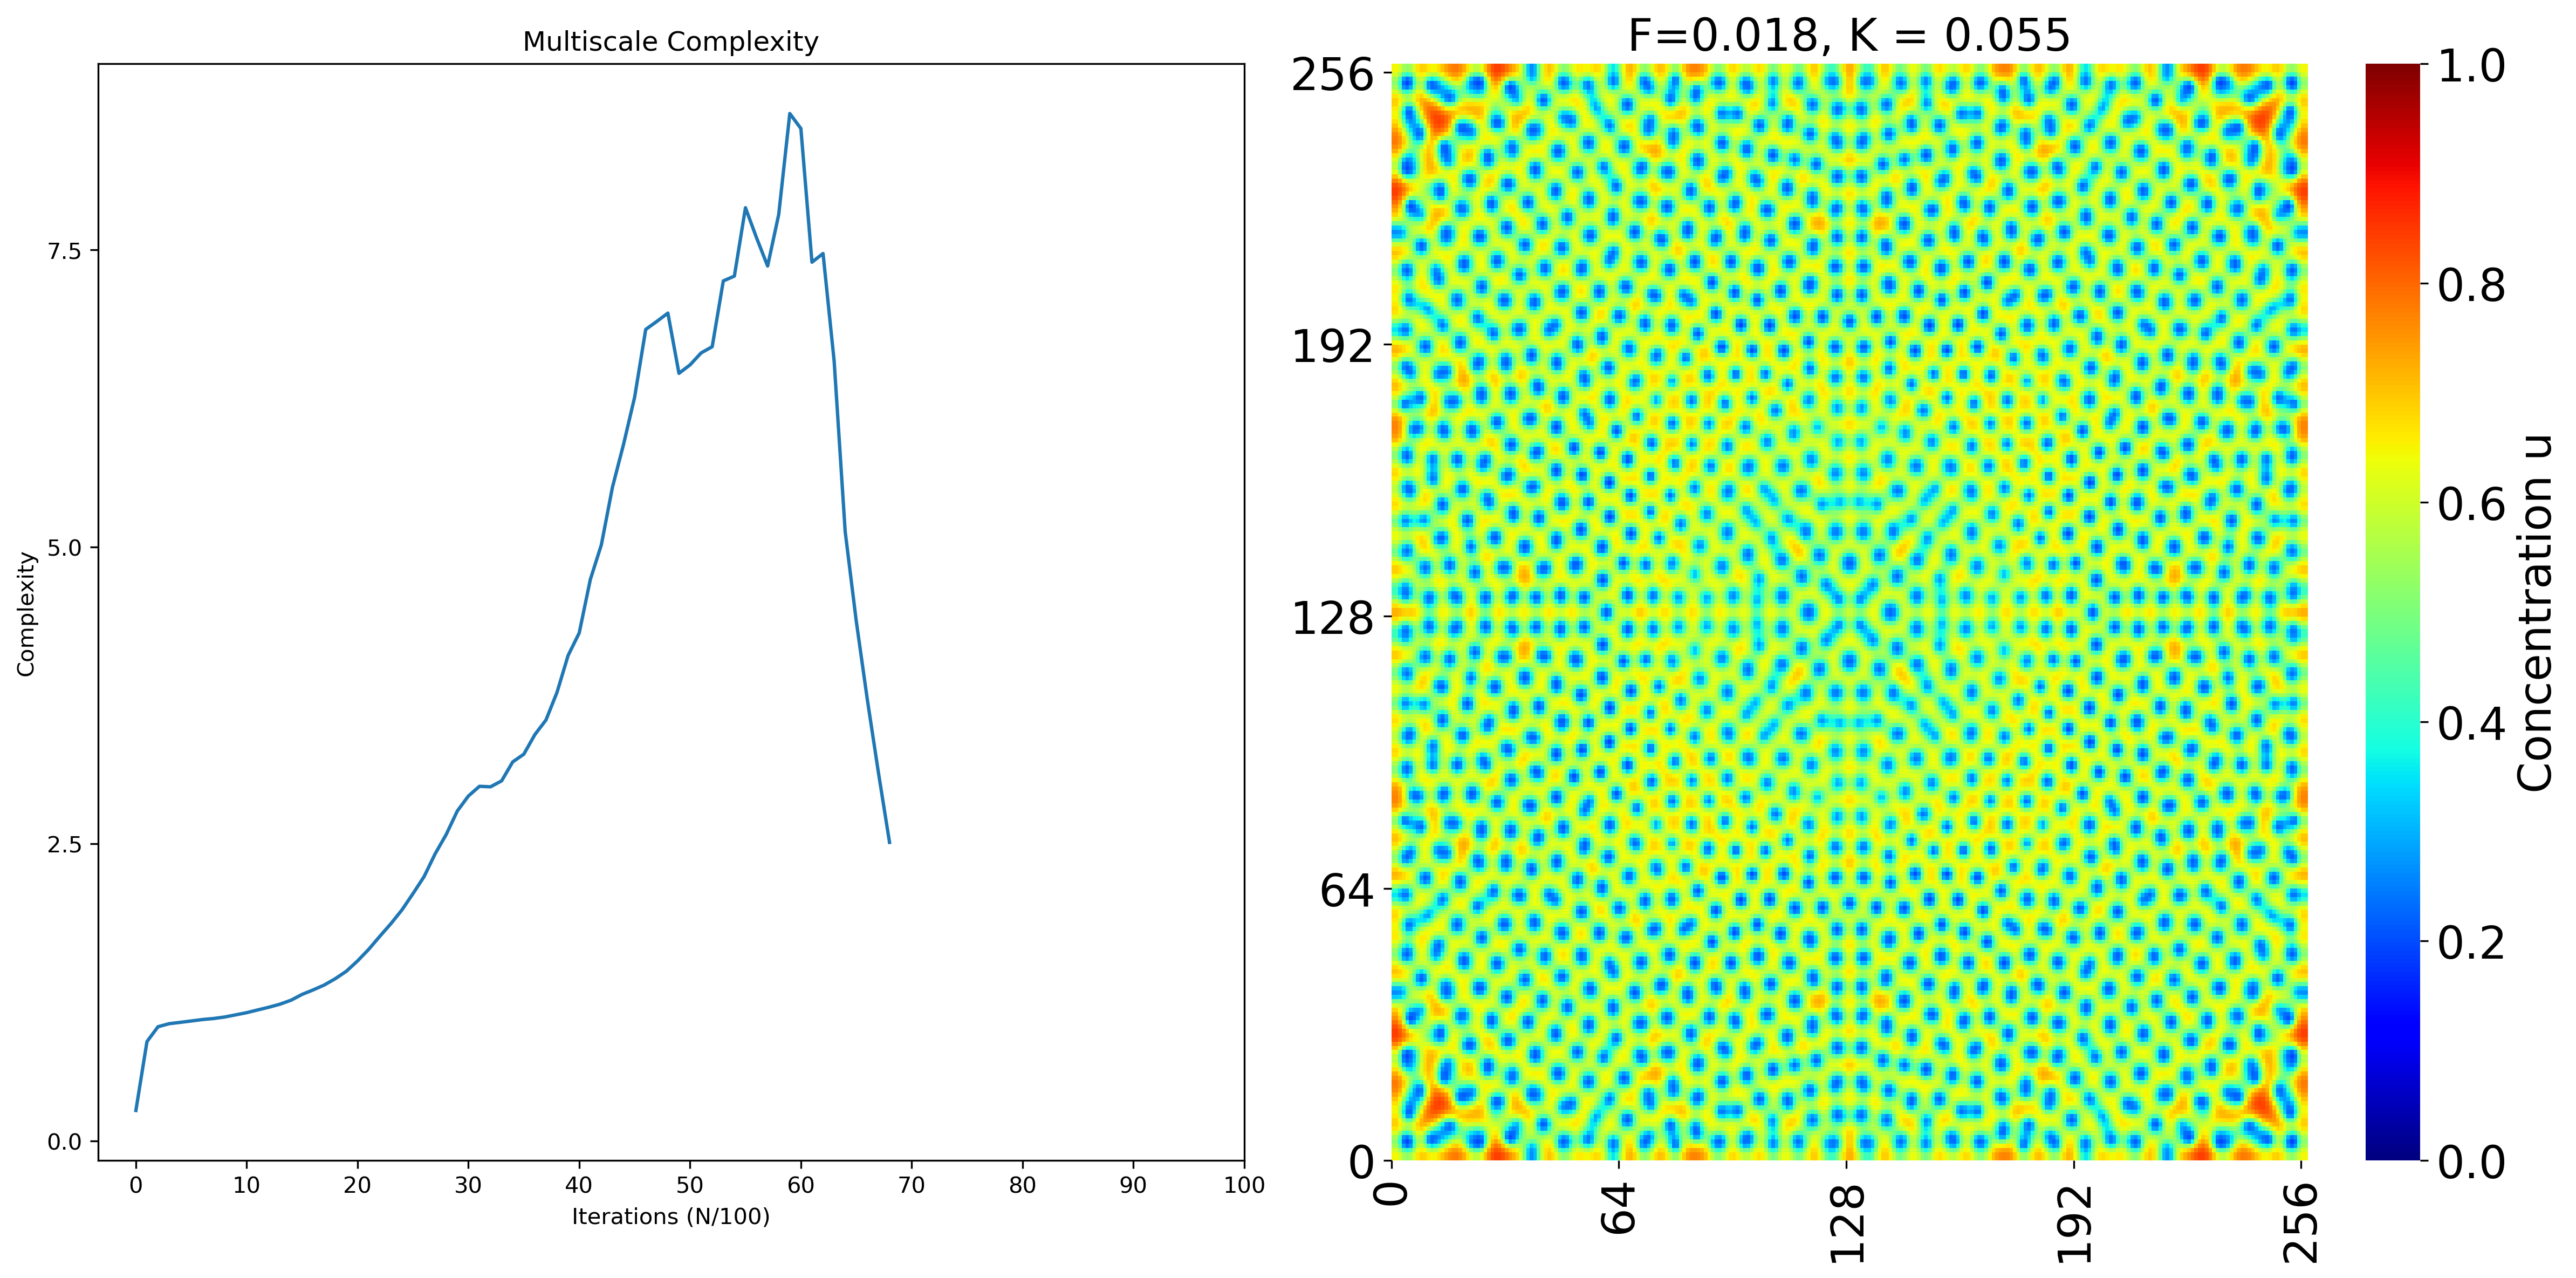 Multiscale Complexity
Complexity
7.5
5.0
2.5
0.0
0 10 20 30 40 50 60 70 80 90 100
Iterations (N/100)
F=0.018, K = 0.055
256
192
128
64
0
0 64 128 192 256
1.0
0.8
0.6
0.4
0.2
0.0
Concentration u